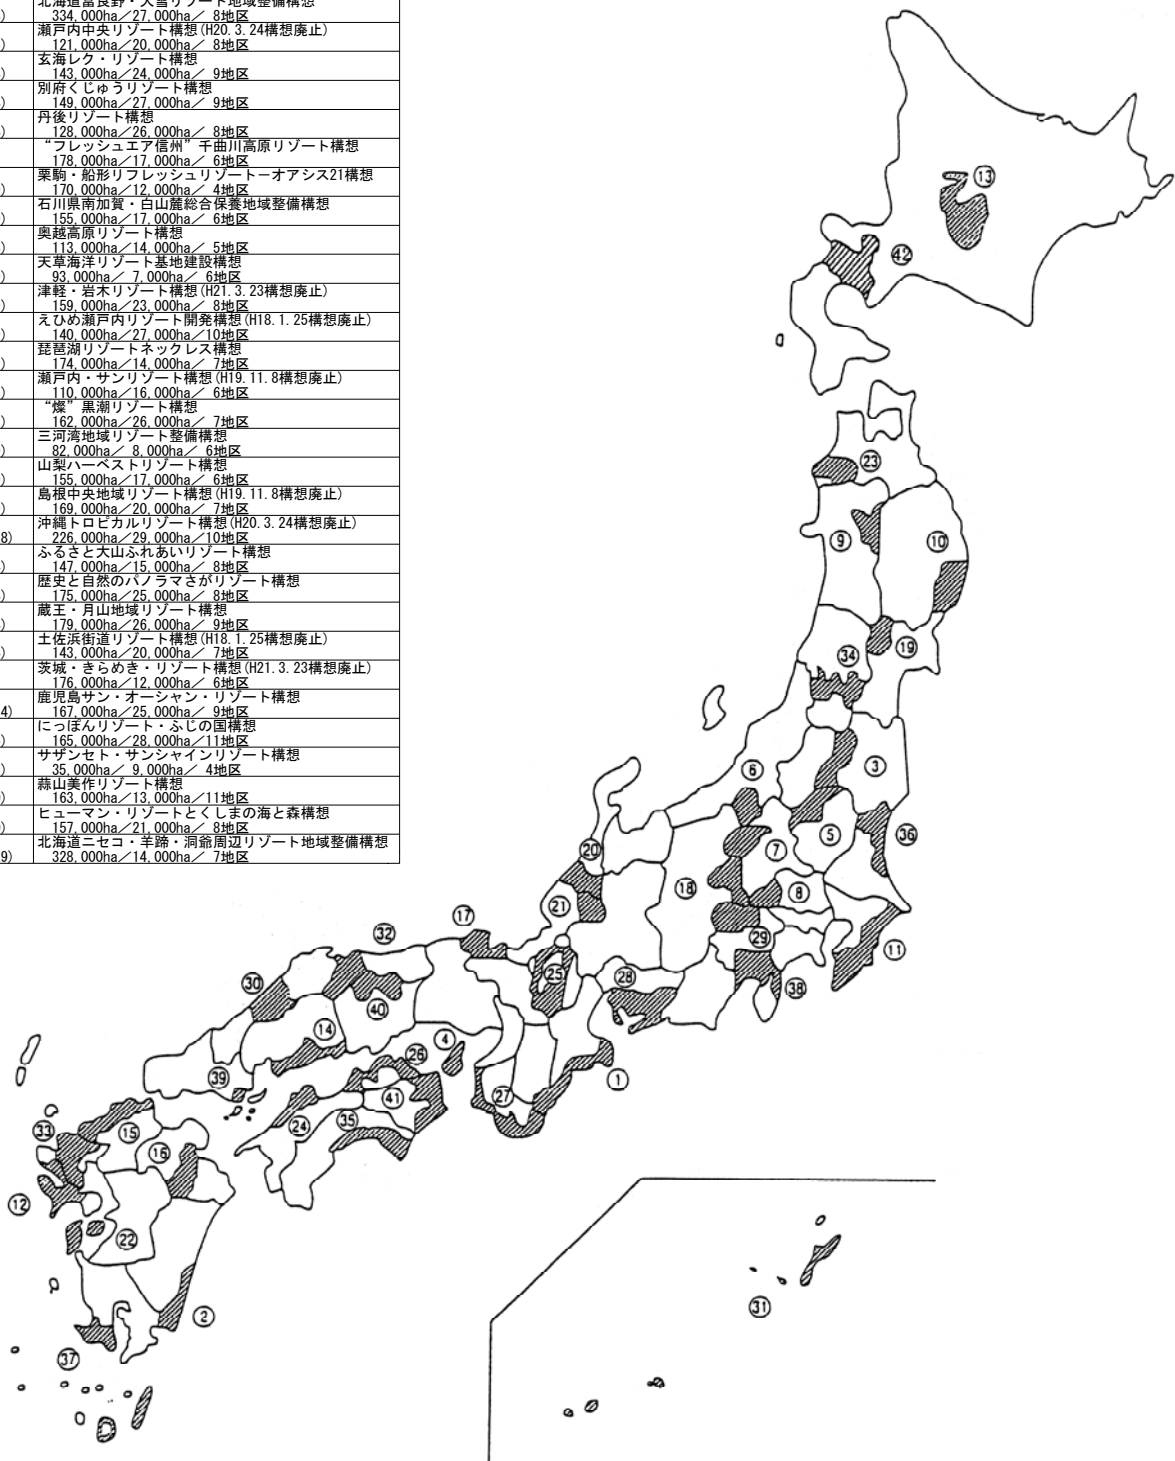 北海道富良野・大雪リゾート地域整備構想
) 334,000ha／27,000ha／ 8地区
瀬戸内中央リゾート構想(H20.3.24構想廃止)
) 121,000ha／20,000ha／ 8地区
玄海レク・リゾート構想
) 143,000ha／24,000ha／ 9地区
別府くじゅうリゾート構想
) 149,000ha／27,000ha／ 9地区
丹後リゾート構想
) 128,000ha／26,000ha／ 8地区
“フレッシュエア信州”千曲川高原リゾート構想
178,000ha／17,000ha／ 6地区
栗駒・船形リフレッシュリゾートーオアシス21構想
) 170,000ha／12,000ha／ 4地区
石川県南加賀・白山麓総合保養地域整備構想
) 155,000ha／17,000ha／ 6地区
奥越高原リゾート構想
) 113,000ha／14,000ha／ 5地区
天草海洋リゾート基地建設構想
) 93,000ha／ 7,000ha／ 6地区
津軽・岩木リゾート構想(H21.3.23構想廃止)
) 159,000ha／23,000ha／ 8地区
えひめ瀬戸内リゾート開発構想(H18.1.25構想廃止)
) 140,000ha／27,000ha／10地区
琵琶湖リゾートネックレス構想
) 174,000ha／14,000ha／ 7地区
瀬戸内・サンリゾート構想(H19.11.8構想廃止)
) 110,000ha／16,000ha／ 6地区
“燦”黒潮リゾート構想
) 162,000ha／26,000ha／ 7地区
三河湾地域リゾート整備構想
) 82,000ha／ 8,000ha／ 6地区
山梨ハーベストリゾート構想
) 155,000ha／17,000ha／ 6地区
島根中央地域リゾート構想(H19.11.8構想廃止)
) 169,000ha／20,000ha／ 7地区
沖縄トロピカルリゾート構想(H20.3.24構想廃止)
8) 226,000ha／29,000ha／10地区
ふるさと大山ふれあいリゾート構想
) 147,000ha／15,000ha／ 8地区
歴史と自然のパノラマさがリゾート構想
) 175,000ha／25,000ha／ 8地区
蔵王・月山地域リゾート構想
) 179,000ha／26,000ha／ 9地区
土佐浜街道リゾート構想(H18.1.25構想廃止)
) 143,000ha／20,000ha／ 7地区
茨城・きらめき・リゾート構想(H21.3.23構想廃止)
176,000ha／12,000ha／ 6地区
鹿児島サン・オーシャン・リゾート構想
4) 167,000ha／25,000ha／ 9地区
にっぽんリゾート・ふじの国構想
) 165,000ha／28,000ha／11地区
サザンセト・サンシャインリゾート構想
) 35,000ha／ 9,000ha／ 4地区
蒜山美作リゾート構想
) 163,000ha／13,000ha／11地区
ヒューマン・リゾートとくしまの海と森構想
) 157,000ha／21,000ha／ 8地区
北海道ニセコ・羊蹄・洞爺周辺リゾート地域整備構想
9) 328,000ha／14,000ha／ 7地区
⑬
㊷
㉓
⑨
⑩
⑲
㉞
⑥
③
⑤
㊱
⑦
⑳
⑱
⑧
㉑
⑰
㉜
㉙
⑪
㉕
㉘
㊳
㉚
㊵
⑭
④
㉖
㊴
①
㉗
㊶
㉔
㉟
㉝
⑮
⑯
⑫
㉒
②
㉛
㊲